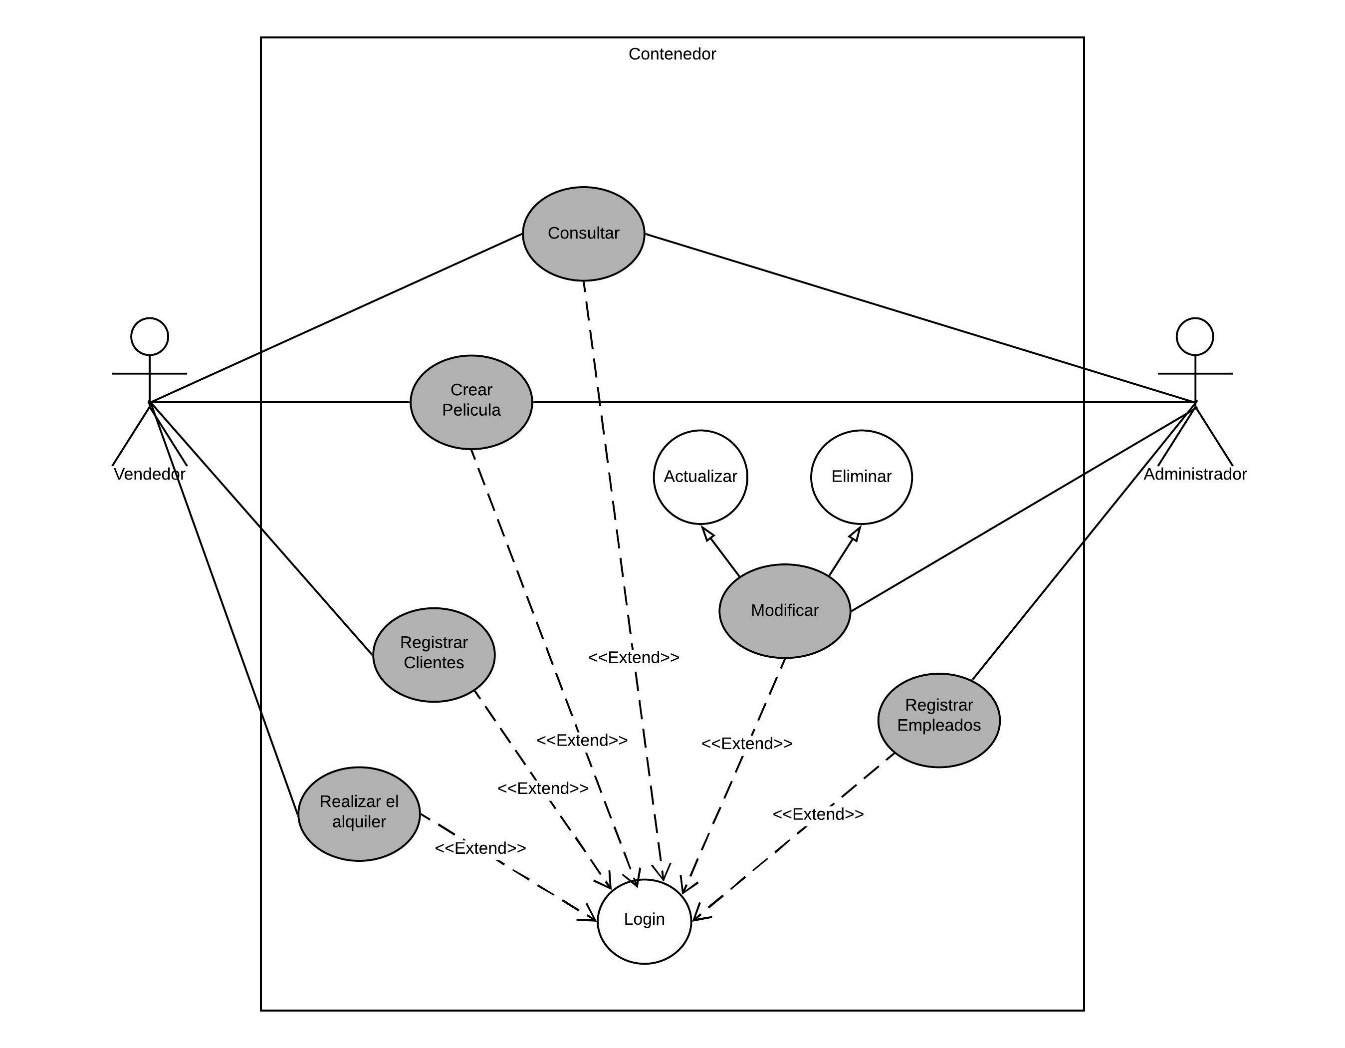 Contenedor
Consultar
Crear
Pelicula
Actualizar
Eliminar
Vendedor
Administrador
Modificar
Registrar
Clientes
<<Extend>>
Registrar
Empleados
<<Extend>>
<<Extend>>
<<Extend>>
Realizar el
alquiler
<<Extend>>
<<Extend>>
Login